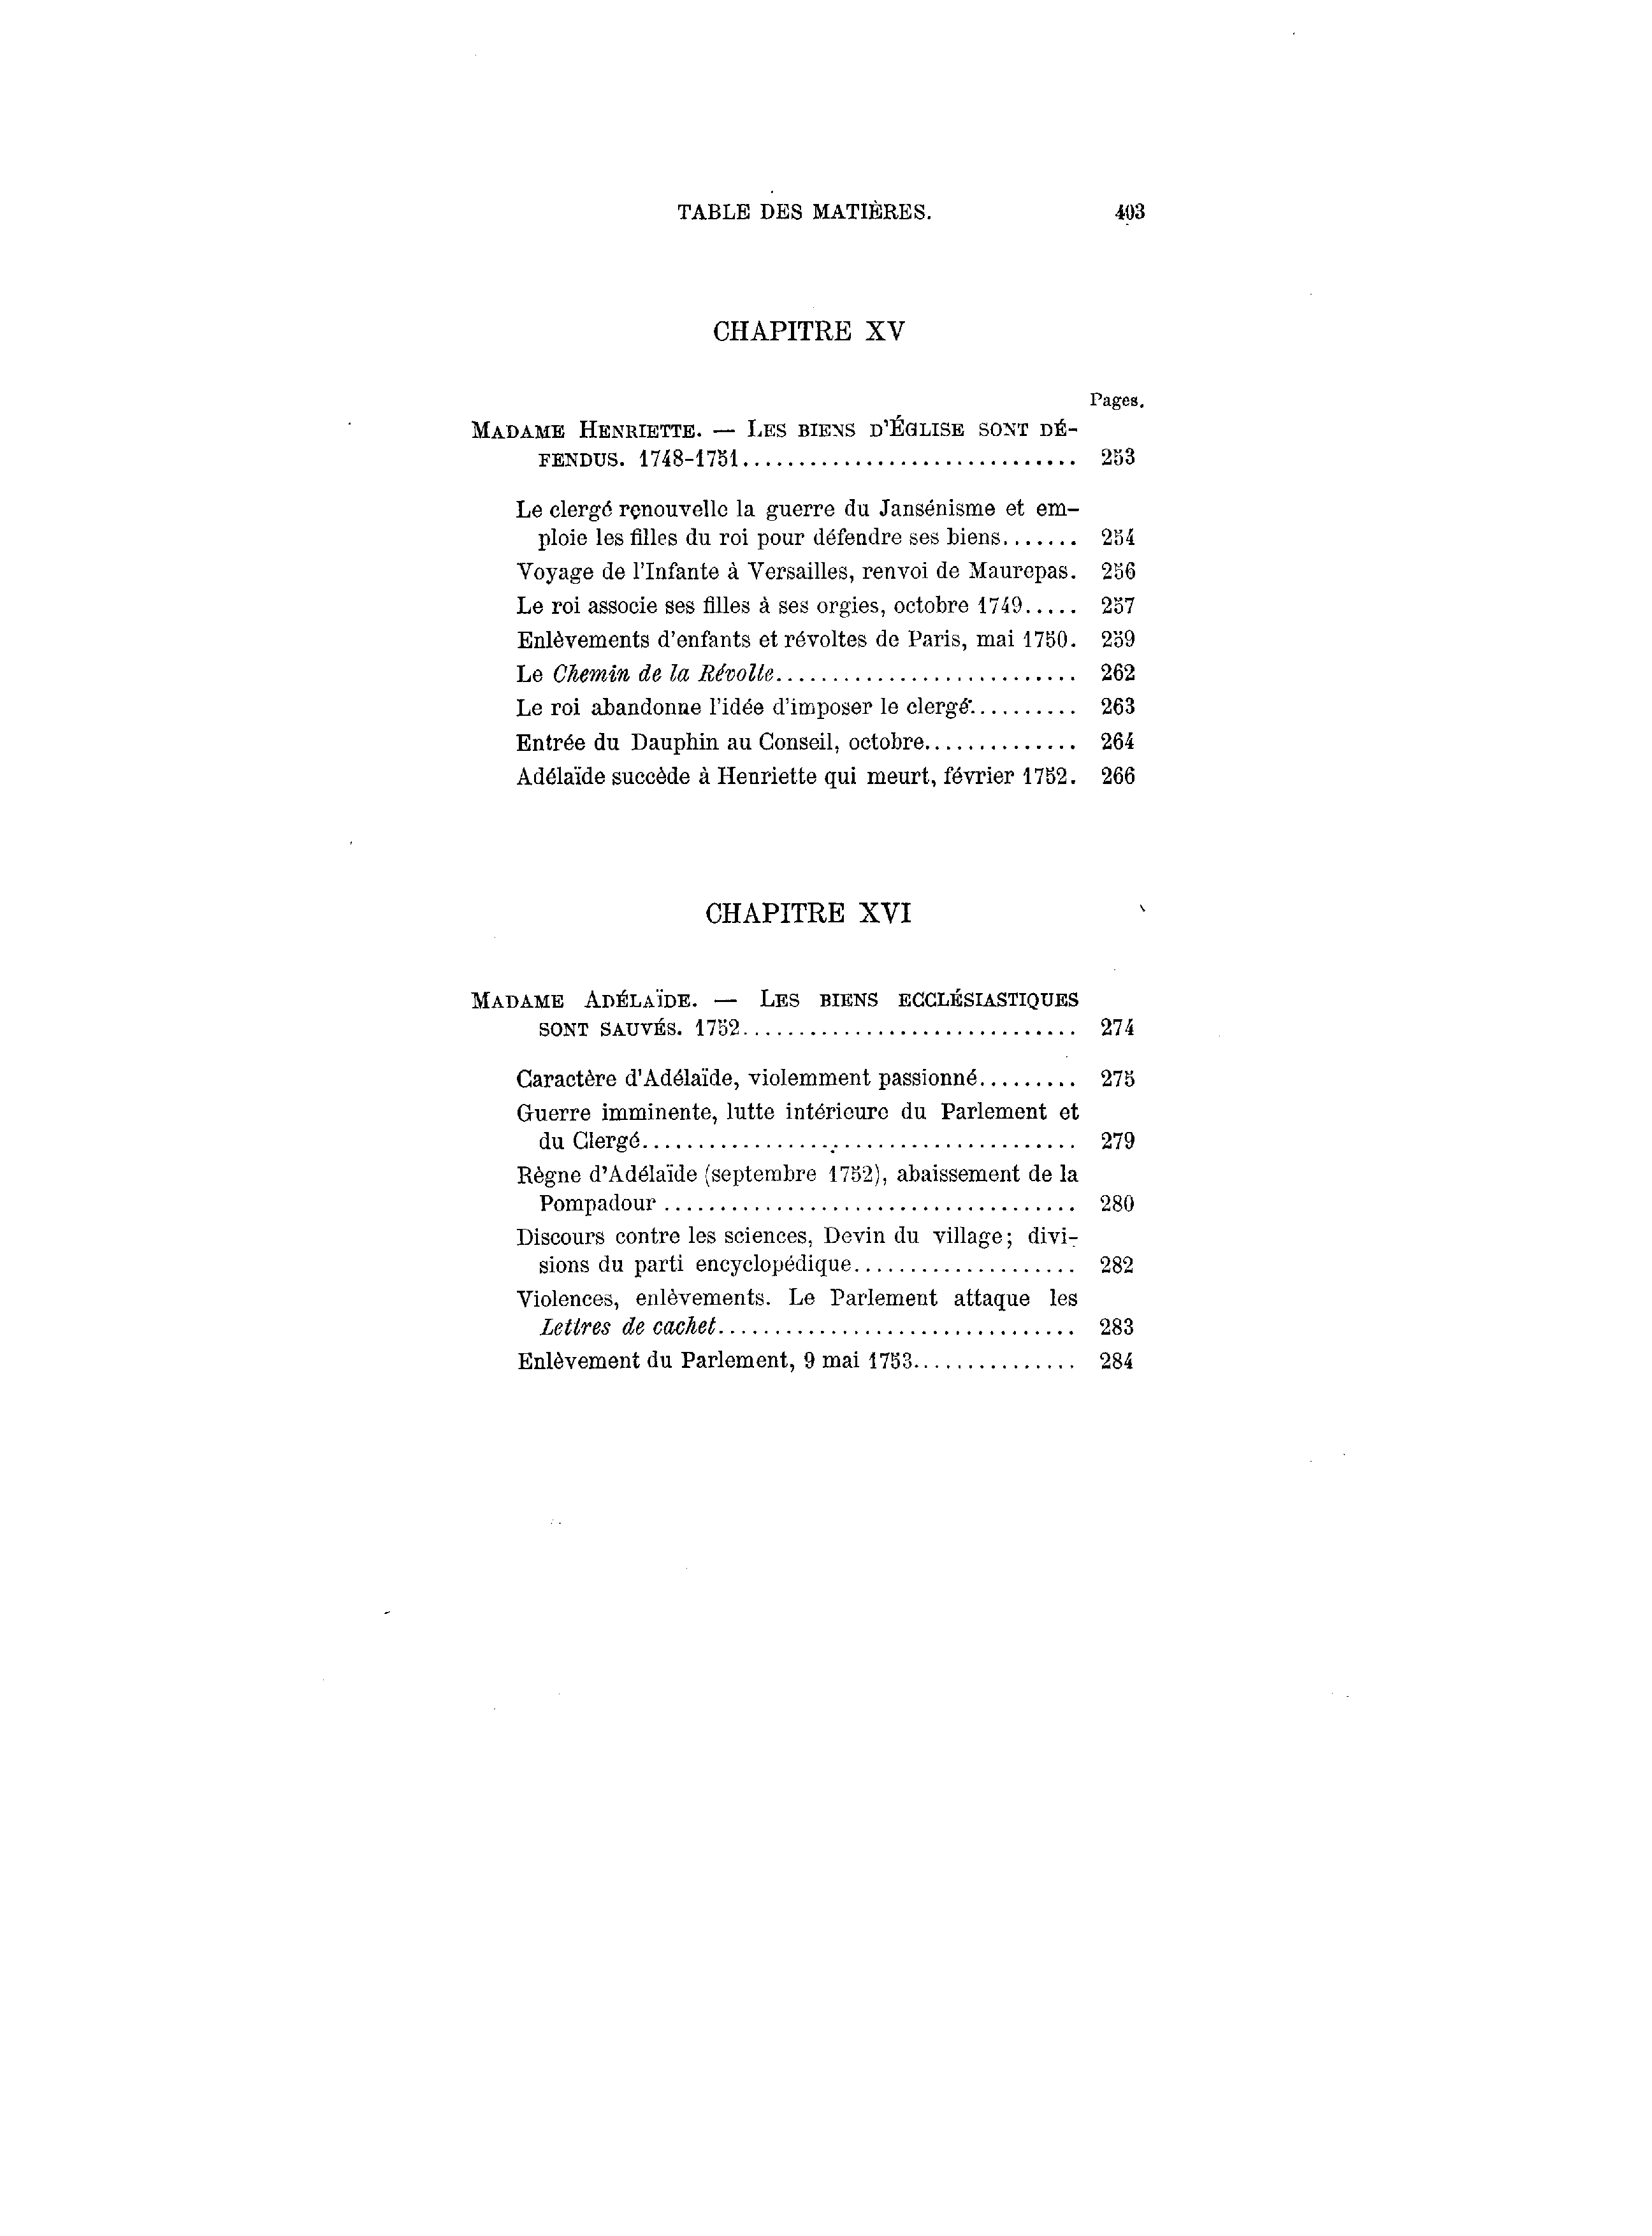 TABLE DES MATIÈRES. 403
CHAPITRE XV
Pages.
MADAME HENRIETTE. — LES BIENS D'ÉGLISE SONT DÉ-
FENDUS. 1748-1751.............................. 253
Le clergé renouvelle la guerre du Jansénisme et em-
ploie les filles du roi pour défendre ses biens....... 254
Voyage de l'Infante à Versailles, renvoi de Maurepas. 256
Le roi associe ses filles à ses orgies, octobre 1749..... 257
Enlèvements d'enfants et révoltes de Paris, mai 1750. 259
Le Chemin de la Révolte........................... 262
Le roi abandonne l'idée d'imposer le clergé.......... 263
Entrée du Dauphin au Conseil, octobre.............. 264
Adélaïde succède à Henriette qui meurt, février 1752. 266
CHAPITRE XVI
MADAME ADÉLAÏDE. — LES BIENS ECCLÉSIASTIQUES
SONT SAUVÉS. 1752.............................. 274
Caractère d'Adélaïde, violemment passionné......... 275
Guerre imminente, lutte intérieure du Parlement et
du Clergé....................................... 279
Règne d'Adélaïde (septembre 1752), abaissement de la
Pompadour ..................................... 280
Discours contre les sciences, Devin du village; divi-
sions du parti encyclopédique.................... 282
Violences, enlèvements. Le Parlement attaque les
Lettres de cachet................................ 283
Enlèvement du Parlement, 9 mai 1753............... 284